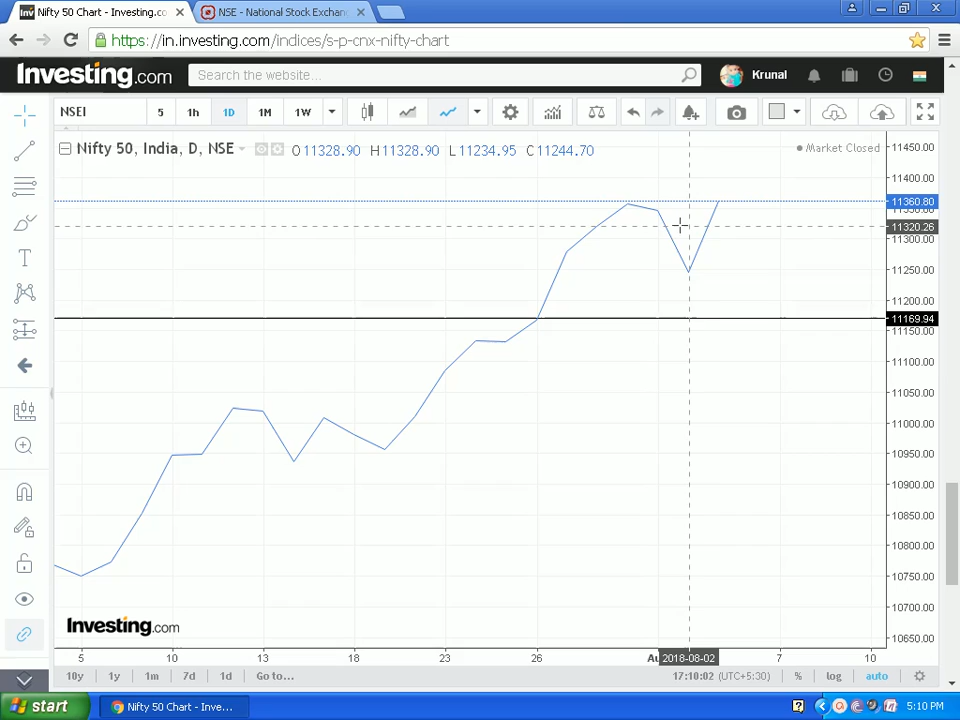 Nifty 50 Chart - Investing.co
NSE - National Stock Exchan
https://in.investing.com/indices/s-p-cnx-nifty-chart
Investing.com
Search the website...
Krunal
NSEI
5
1h
1D
1M
1W
Nifty 50, India, D, NSE
O 11328.90 H 11328.90 L 11234.95 C 11244.70
Market Closed
11450.00
11400.00
11360.80
11320.26
11300.00
11250.00
11200.00
11169.94
11150.00
11100.00
11050.00
11000.00
10950.00
10900.00
10850.00
10800.00
10750.00
10700.00
10650.00
Investing.com
5 10 13 18 23 26 Au 2018-08-02 7 10
10y 1y 1m 7d 1d Go to... 17:10:02 (UTC+5:30) % log auto
start
Nifty 50 Chart - Inve...
5:10 PM